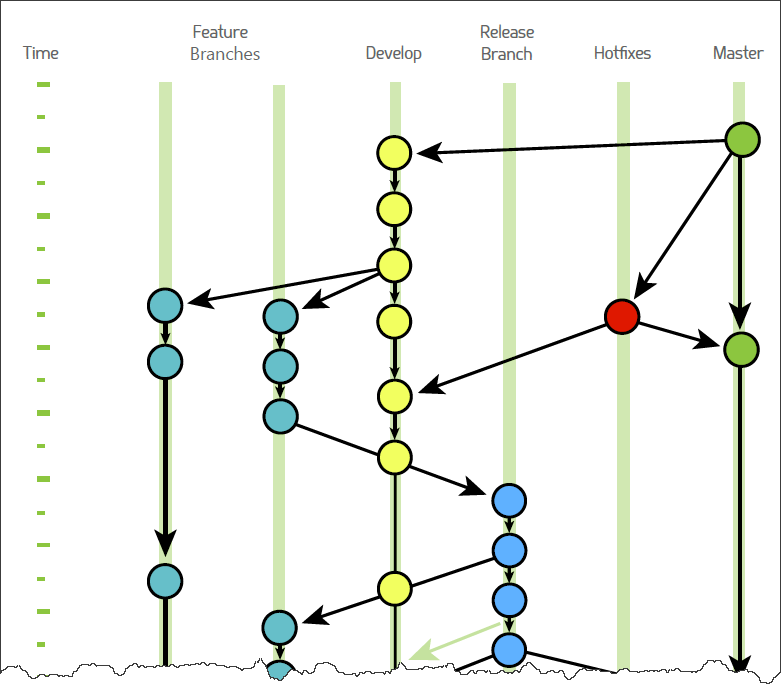 Time
Feature
Branches
Develop
Release
Branch
Hotfixes
Master